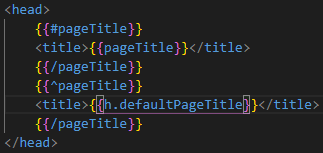 <head>
{{#pageTitle}}
<title>{{pageTitle}}</title>
{{/pageTitle}}
{{^pageTitle}}
<title>{{h.defaultPageTitle}}</title>
{{/pageTitle}}
</head>